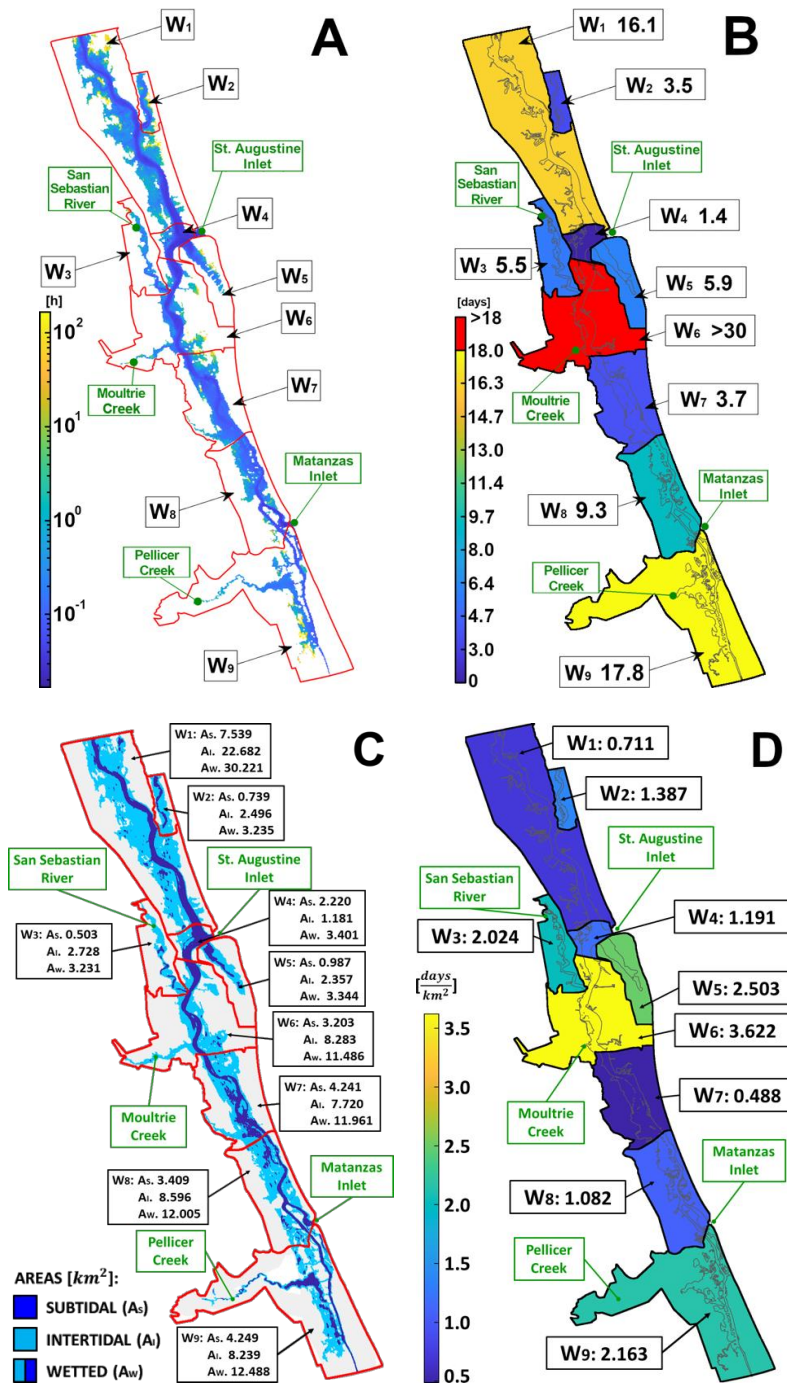 A
W₁
W₂
St. Augustine
Inlet
San
Sebastian
River
W₄
W₃
W₅
[h]
W₆
10²
Moultrie
Creek
W₇
10¹
Matanzas
Inlet
W₈
10⁰
Pellicer
Creek
10⁻¹
W₉
B
W₁ 16.1
W₂ 3.5
St. Augustine
Inlet
San
Sebastian
River
W₄ 1.4
W₃ 5.5
W₅ 5.9
[days]
>18
W₆ >30
18.0
16.3
Moultrie
Creek
14.7
W₇ 3.7
13.0
11.4
Matanzas
Inlet
9.7
W₈ 9.3
8.0
Pellicer
Creek
6.4
4.7
3.0
W₉ 17.8
0
C
W1: As. 7.539
AI. 22.682
Aw. 30.221
W2: As. 0.739
AI. 2.496
Aw. 3.235
San Sebastian
River
St. Augustine
Inlet
W4: As. 2.220
AI. 1.181
Aw. 3.401
W3: As. 0.503
AI. 2.728
Aw. 3.231
W5: As. 0.987
AI. 2.357
Aw. 3.344
W6: As. 3.203
AI. 8.283
Aw. 11.486
Moultrie
Creek
W7: As. 4.241
AI. 7.720
Aw. 11.961
W8: As. 3.409
AI. 8.596
Aw. 12.005
Matanzas
Inlet
Pellicer
Creek
AREAS [km²]:
SUBTIDAL (As)
INTERTIDAL (AI)
WETTED (Aw)
W9: As. 4.249
AI. 8.239
Aw. 12.488
D
W1: 0.711
W2: 1.387
St. Augustine
Inlet
San Sebastian
River
W4: 1.191
W3: 2.024
[days/km²]
W5: 2.503
3.5
W6: 3.622
3.0
Moultrie
Creek
W7: 0.488
2.5
Matanzas
Inlet
2.0
W8: 1.082
Pellicer
Creek
1.5
1.0
W9: 2.163
0.5